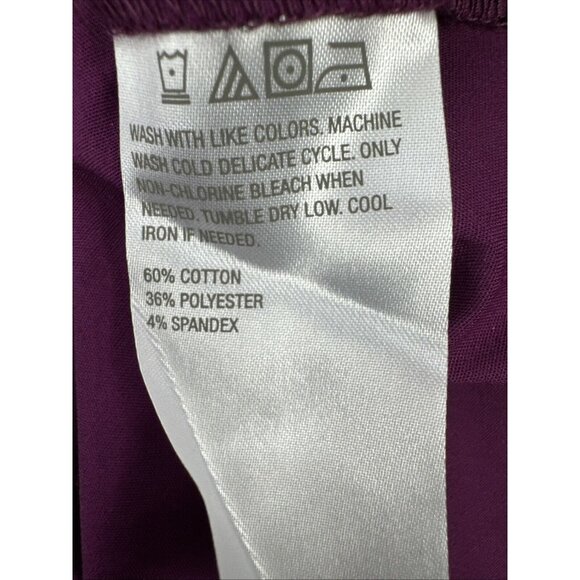 WASH WITH LIKE COLORS. MACHINE
WASH COLD DELICATE CYCLE. ONLY
NON-CHLORINE BLEACH WHEN
NEEDED. TUMBLE DRY LOW. COOL
IRON IF NEEDED.
60% COTTON
36% POLYESTER
4% SPANDEX